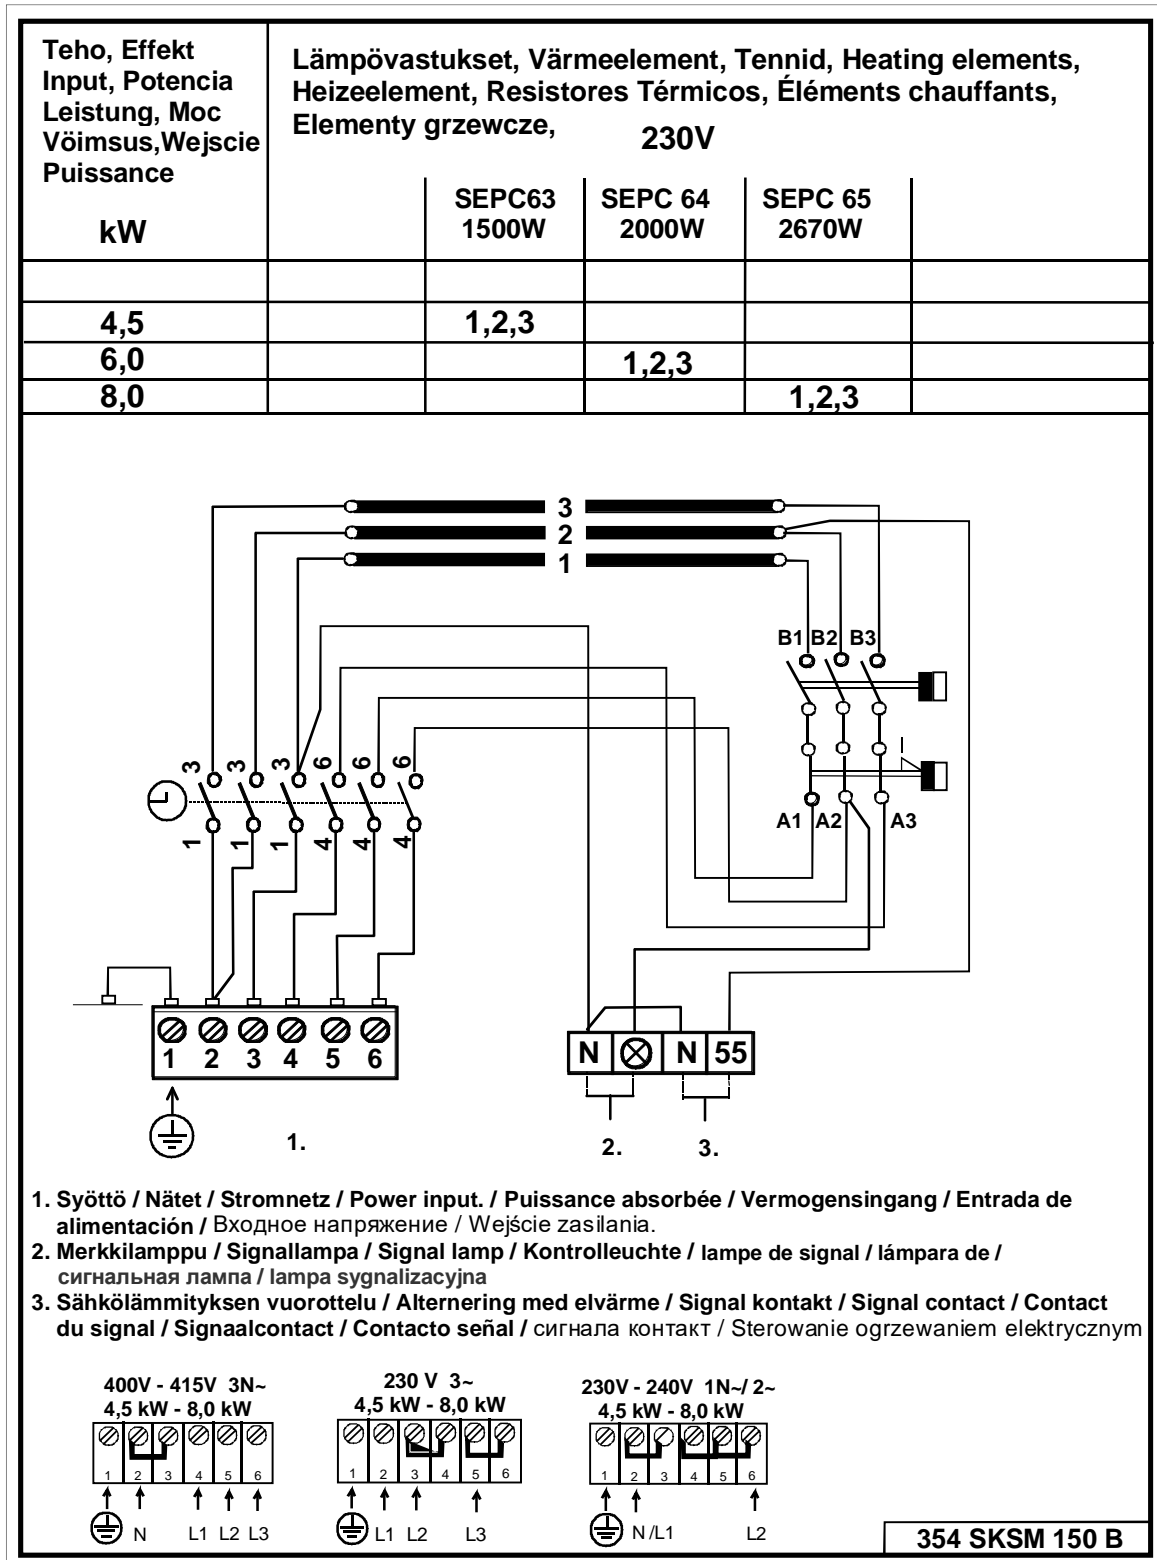 Teho, Effekt
Input, Potencia
Leistung, Moc
Vöimsus,Wejscie
Puissance
kW
Lämpövastukset, Värmeelement, Tennid, Heating elements,
Heizeelement, Resistores Térmicos, Éléments chauffants,
Elementy grzewcze, 230V
SEPC63 SEPC 64 SEPC 65
1500W 2000W 2670W
4,5 1,2,3
6,0 1,2,3
8,0 1,2,3
3
2
1
B1 B2 B3
3 3 3 6 6 6
1 1 1 4 4 4
A1 A2 A3
1 2 3 4 5 6
N N 55
1. 2. 3.
1. Syöttö / Nätet / Stromnetz / Power input. / Puissance absorbée / Vermogensingang / Entrada de
alimentación / Входное напряжение / Wejście zasilania.
2. Merkkilamppu / Signallampa / Signal lamp / Kontrolleuchte / lampe de signal / lámpara de /
сигнальная лампа / lampa sygnalizacyjna
3. Sähkölämmityksen vuorottelu / Alternering med elvärme / Signal kontakt / Signal contact / Contact
du signal / Signaalcontact / Contacto señal / сигнала контакт / Sterowanie ogrzewaniem elektrycznym
400V - 415V 3N~
4,5 kW - 8,0 kW
1 2 3 4 5 6
N L1 L2 L3
230 V 3~
4,5 kW - 8,0 kW
1 2 3 4 5 6
L1 L2 L3
230V - 240V 1N~/ 2~
4,5 kW - 8,0 kW
1 2 3 4 5 6
N /L1 L2
354 SKSM 150 B